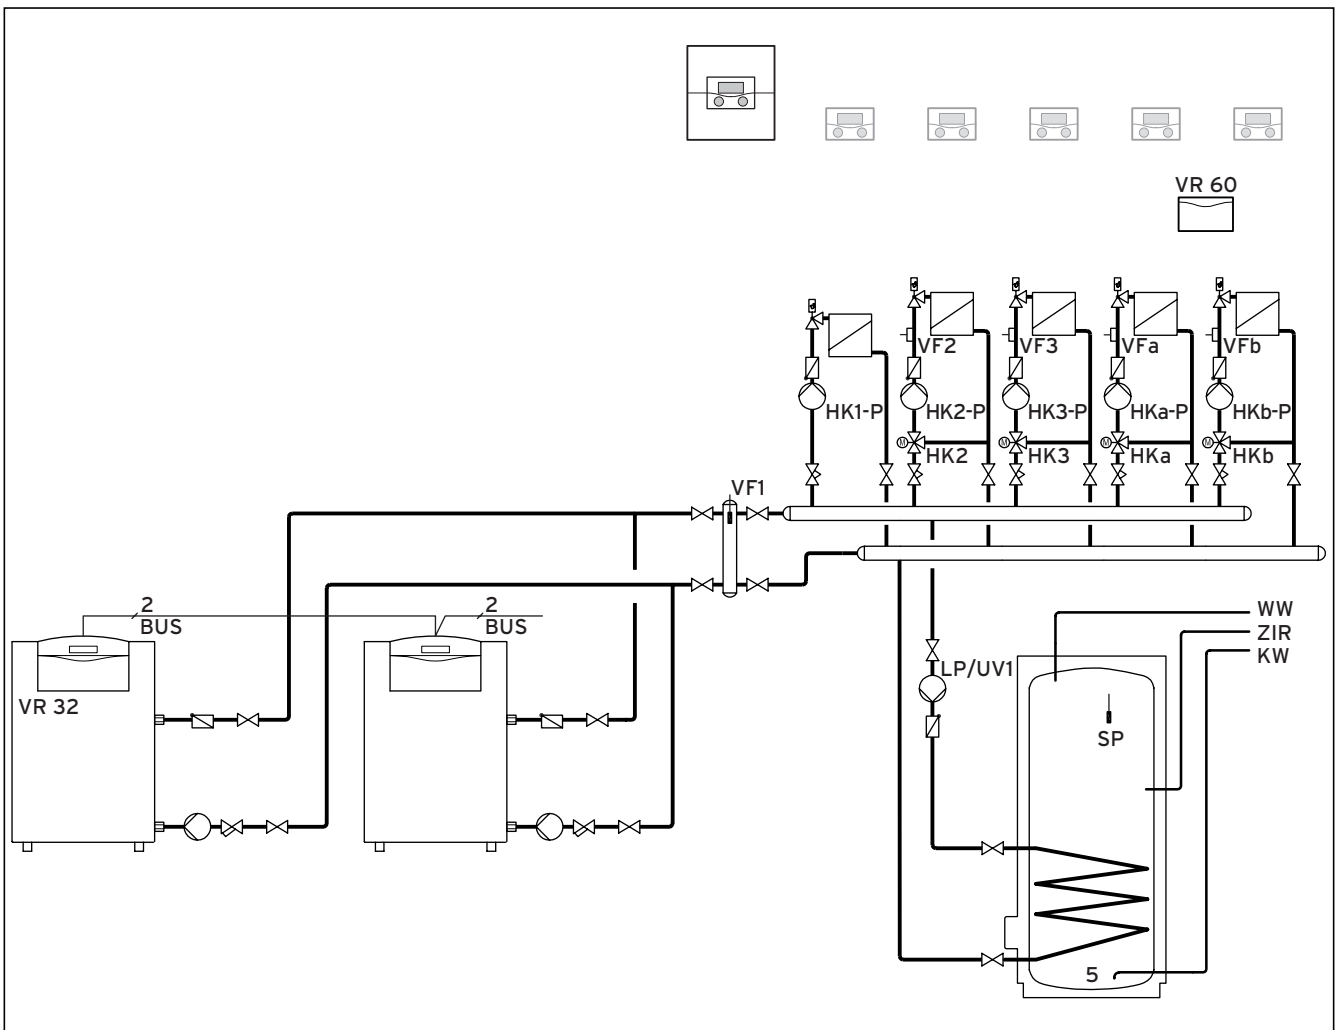 VR 60
VF2
VF3
VFa
VFb
HK1-P
HK2-P
HK3-P
HKa-P
HKb-P
HK2
HK3
HKa
HKb
M
M
M
M
VF1
2
BUS
2
BUS
WW
ZIR
KW
LP/UV1
VR 32
SP
5